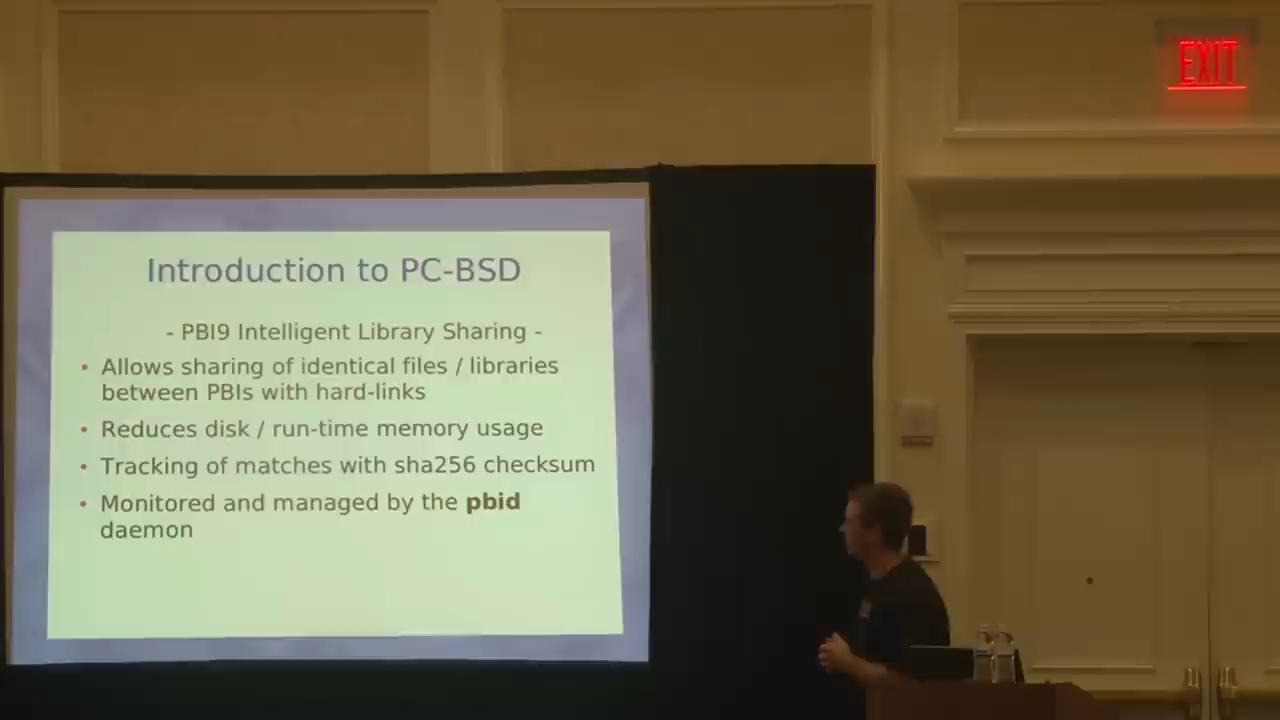 EXIT
Introduction to PC-BSD
- PBI9 Intelligent Library Sharing -
• Allows sharing of identical files / libraries
between PBIs with hard-links
• Reduces disk / run-time memory usage
• Tracking of matches with sha256 checksum
• Monitored and managed by the pbid
daemon